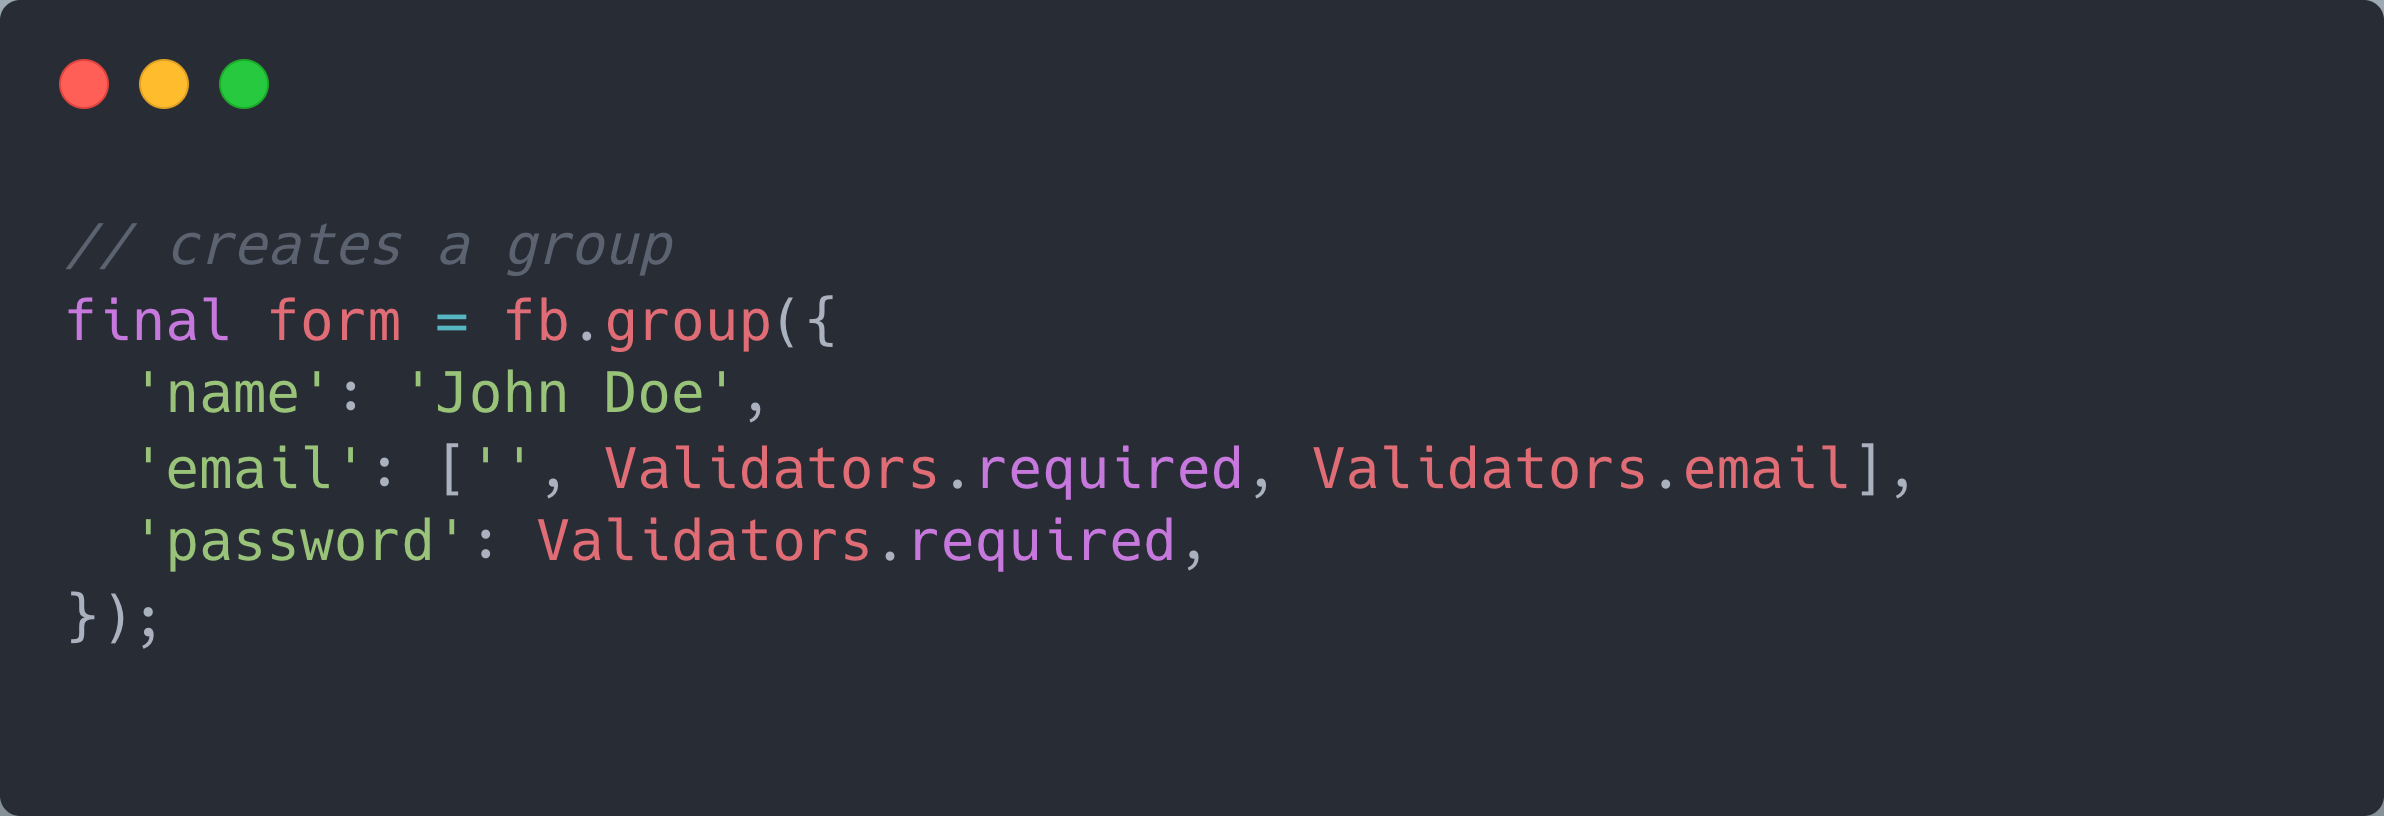 // creates a group
final form = fb.group({
  'name': 'John Doe',
  'email': ['', Validators.required, Validators.email],
  'password': Validators.required,
});